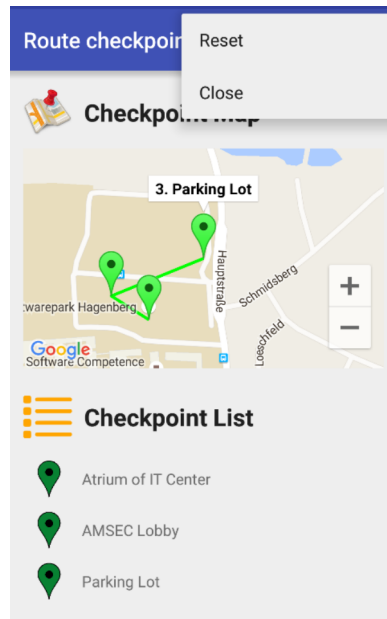 Route checkpoin
Reset
Close
Checkpoint Map
3. Parking Lot
Hauptstraße
Schmidsberg
twarepark Hagenberg
Loeschfeld
+
−
Google
Software Competence
Checkpoint List
Atrium of IT Center
AMSEC Lobby
Parking Lot